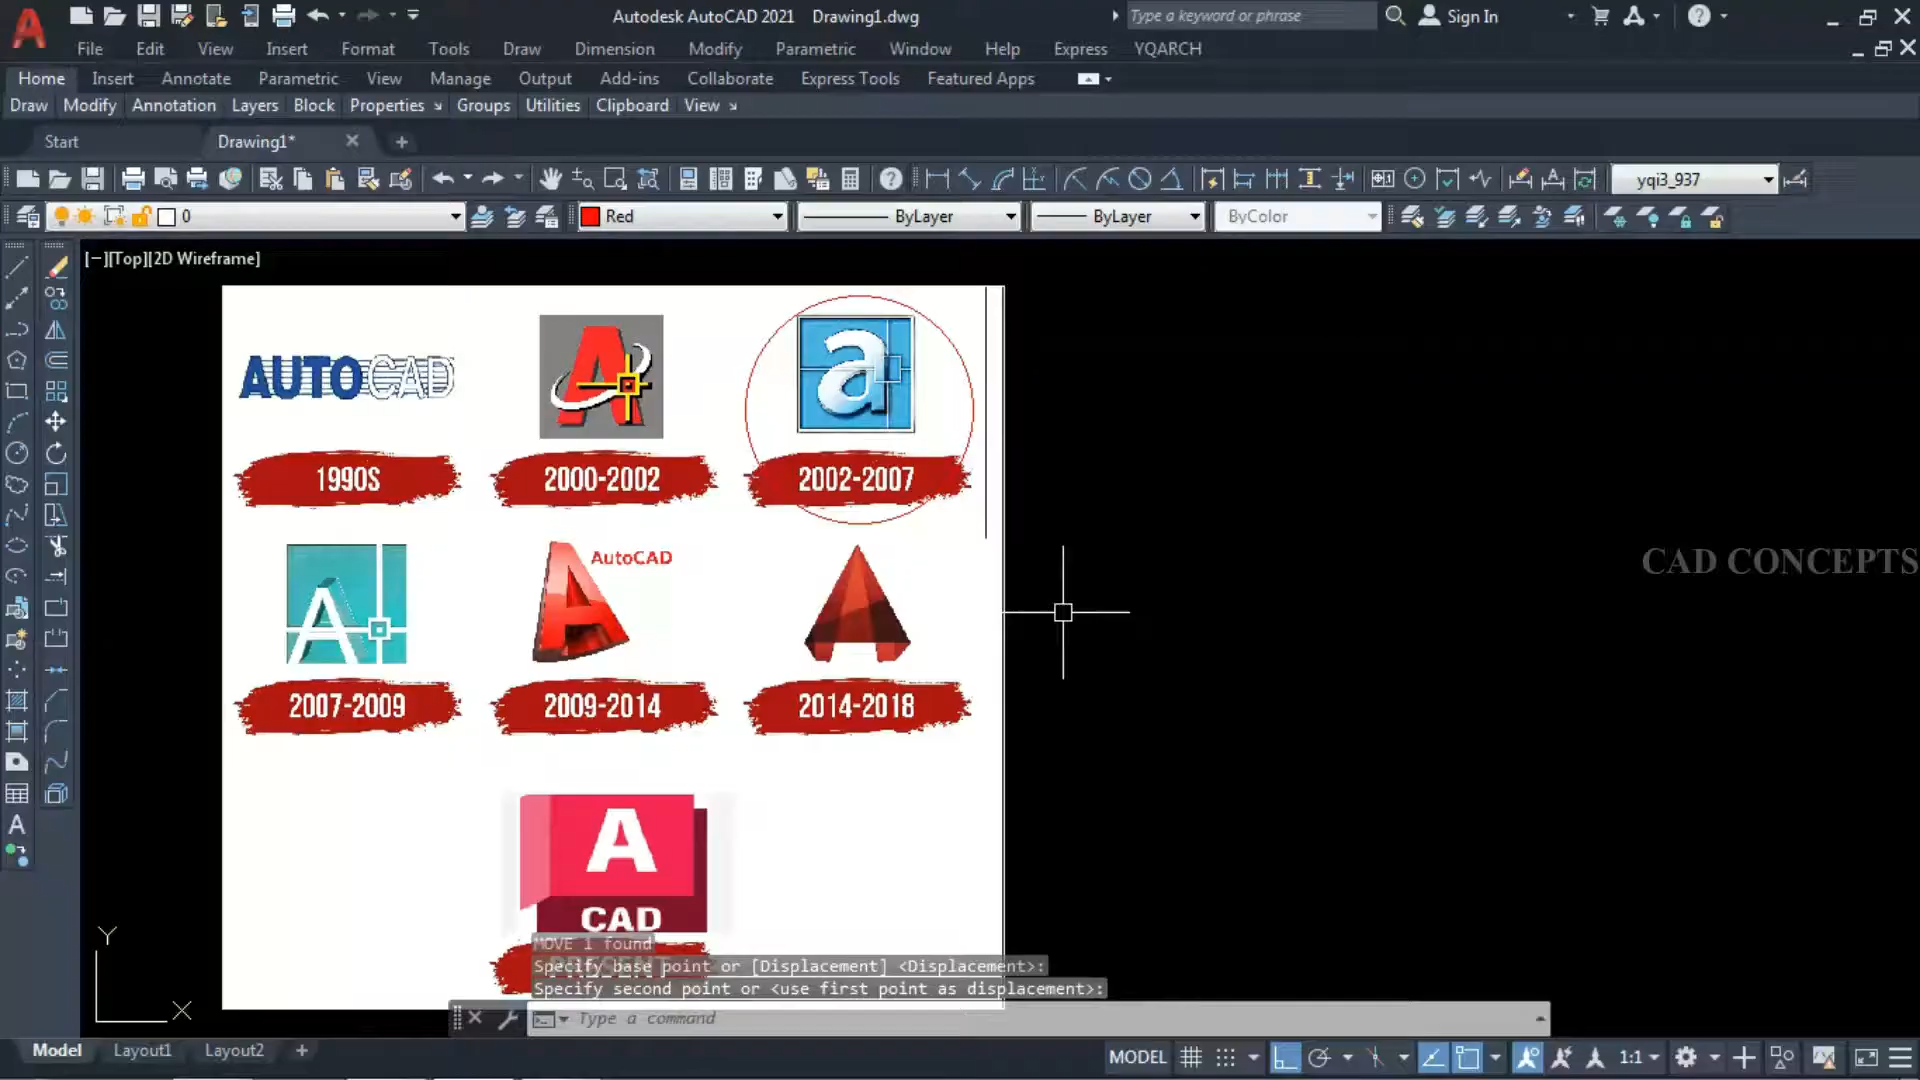 Autodesk AutoCAD 2021 Drawing1.dwg
Type a keyword or phrase
Sign In
File Edit View Insert Format Tools Draw Dimension Modify Parametric Window Help Express YQARCH
Home Insert Annotate Parametric View Manage Output Add-ins Collaborate Express Tools Featured Apps
Draw Modify Annotation Layers Block Properties Groups Utilities Clipboard View
Start Drawing1*
yqi3_937
0 Red ByLayer ByLayer ByColor
[−][Top][2D Wireframe]
AUTOCAD
A
a
1990S 2000-2002 2002-2007
A
AutoCAD
CAD CONCEPTS
2007-2009 2009-2014 2014-2018
A
CAD
PRESENT
MOVE 1 found
Specify base point or [Displacement] <Displacement>:
Specify second point or <use first point as displacement>:
Y
X
Type a command
Model Layout1 Layout2 +
MODEL 1:1